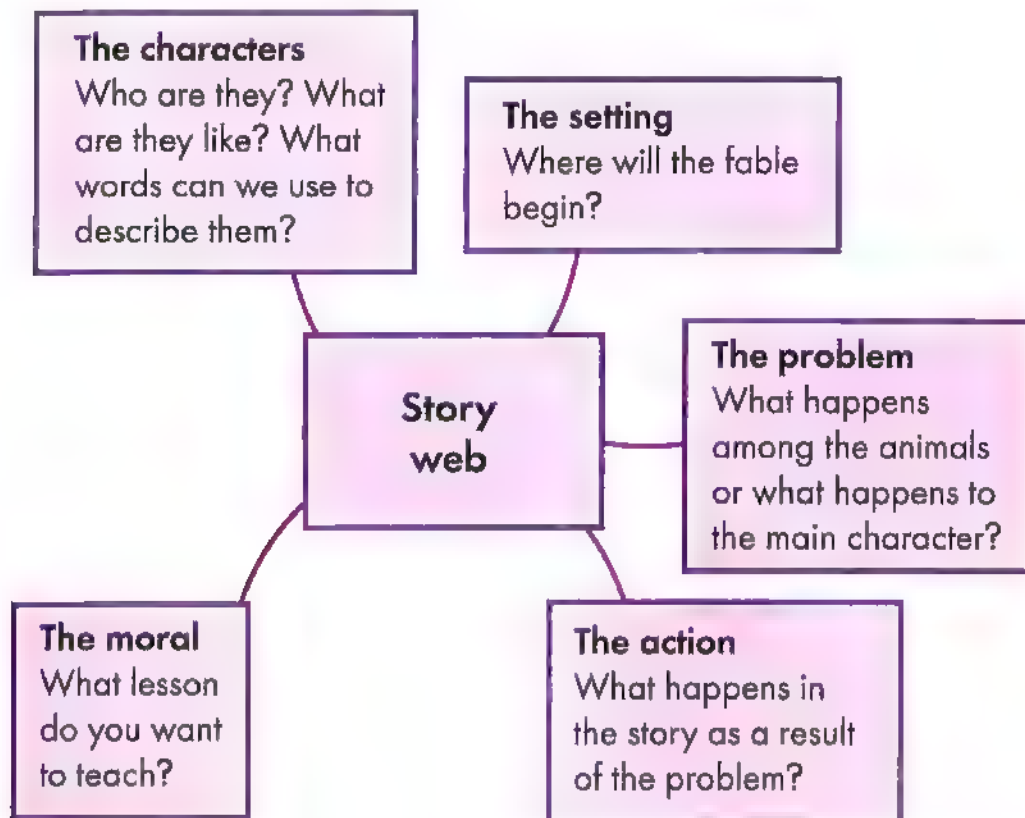 The characters
Who are they? What
are they like? What
words can we use to
describe them?
The setting
Where will the fable
begin?
Story
web
The problem
What happens
among the animals
or what happens to
the main character?
The moral
What lesson
do you want
to teach?
The action
What happens in
the story as a result
of the problem?